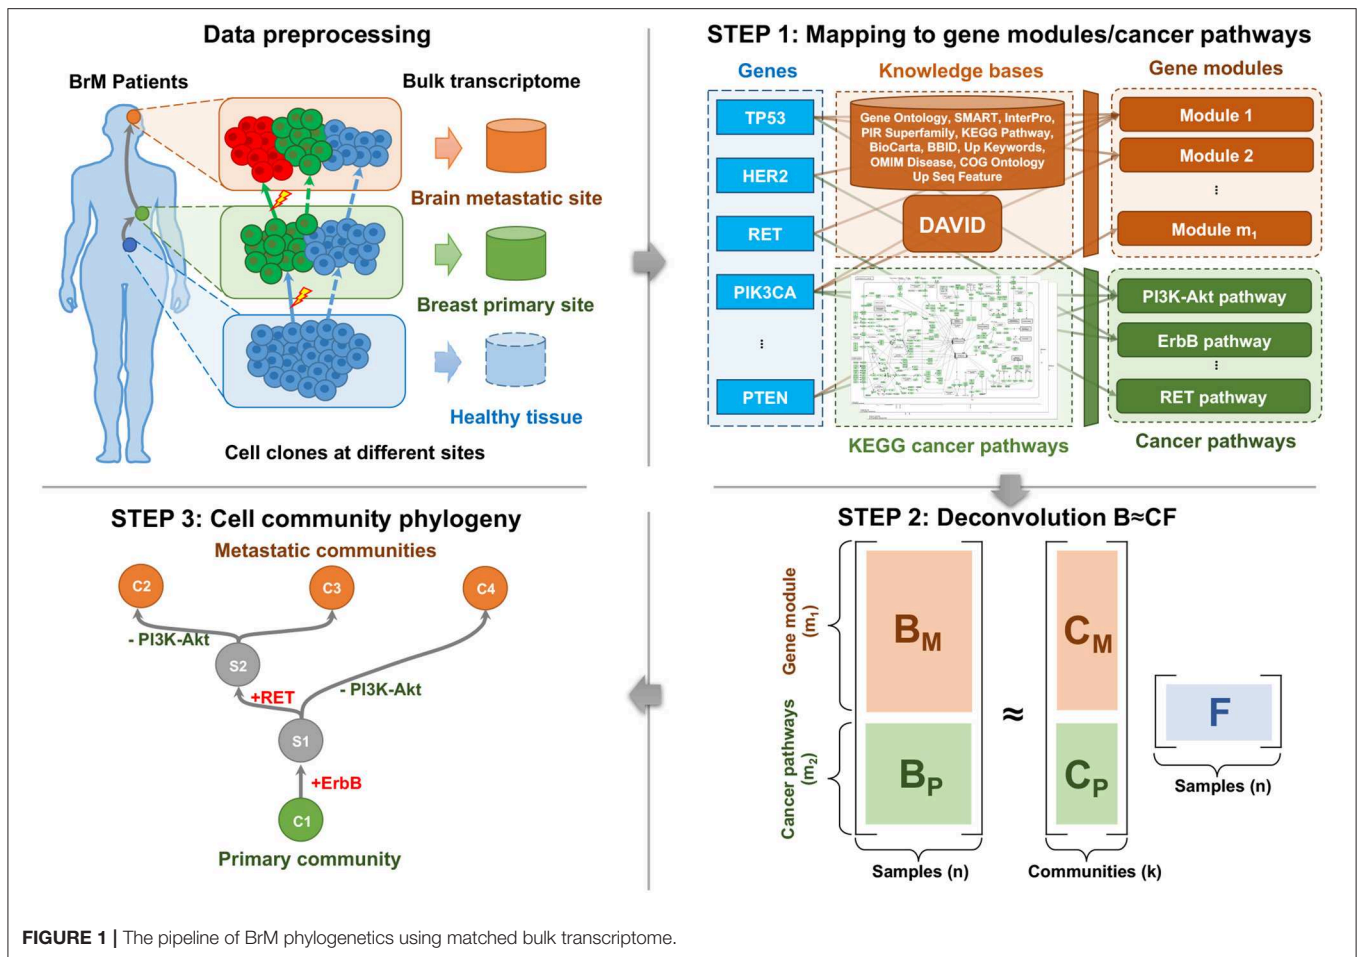 Data preprocessing
BrM Patients
Bulk transcriptome
Brain metastatic site
Breast primary site
Healthy tissue
Cell clones at different sites
STEP 1: Mapping to gene modules/cancer pathways
Genes
Knowledge bases
Gene modules
TP53
HER2
RET
PIK3CA
...
PTEN
Gene Ontology, SMART, InterPro,
PIR Superfamily, KEGG Pathway,
BioCarta, BBID, Up Keywords,
OMIM Disease, COG Ontology
Up Seq Feature
DAVID
Module 1
Module 2
...
Module m1
PI3K-Akt pathway
ErbB pathway
...
RET pathway
KEGG cancer pathways
Cancer pathways
STEP 3: Cell community phylogeny
Metastatic communities
C2
C3
C4
- PI3K-Akt
S2
+RET
- PI3K-Akt
S1
+ErbB
C1
Primary community
STEP 2: Deconvolution B≈CF
Gene module
(m1)
Cancer pathways
(m2)
BM
BP
≈
CM
CP
F
Samples (n)
Samples (n)
Communities (k)
FIGURE 1 | The pipeline of BrM phylogenetics using matched bulk transcriptome.